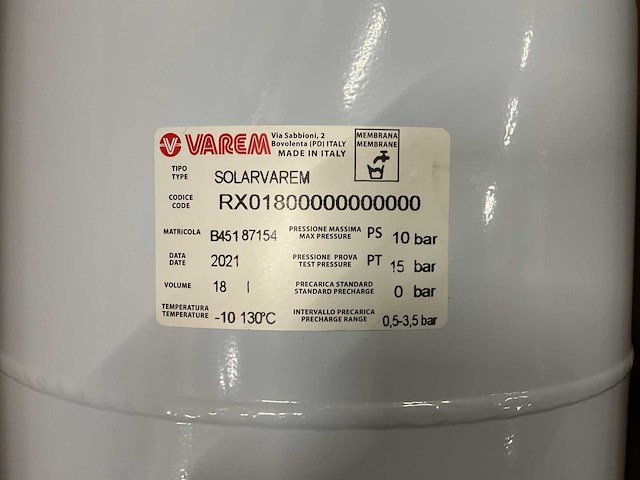 VAREM
Via Sabbioni, 2
Bovolenta (PD) ITALY
MADE IN ITALY
MEMBRANA
MEMBRANE
TIPO
TYPE
SOLARVAREM
CODICE
CODE
RX01800000000000
MATRICOLA
B45187154
PRESSIONE MASSIMA
MAX PRESSURE
PS
10 bar
DATA
DATE
2021
PRESSIONE PROVA
TEST PRESSURE
PT
15 bar
VOLUME
18 l
PRECARICA STANDARD
STANDARD PRECHARGE
0 bar
TEMPERATURA
TEMPERATURE
-10 130°C
INTERVALLO PRECARICA
PRECHARGE RANGE
0,5-3,5 bar